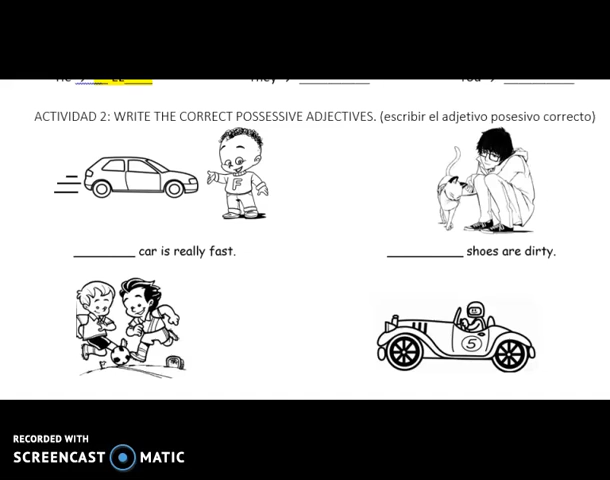 ACTIVIDAD 2: WRITE THE CORRECT POSSESSIVE ADJECTIVES. (escribir el adjetivo posesivo correcto)
F
________ car is really fast.
__________ shoes are dirty.
5
RECORDED WITH
SCREENCAST MATIC